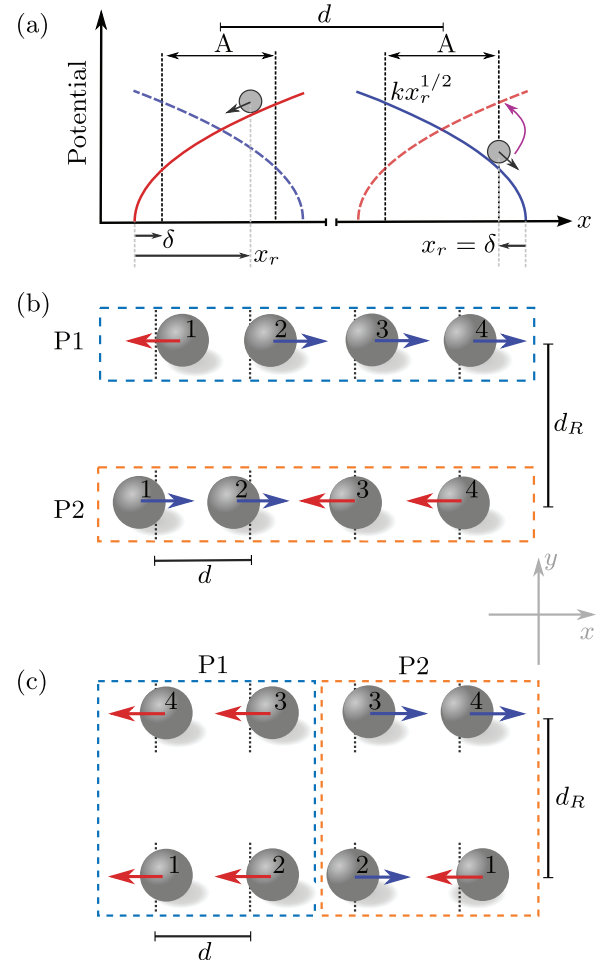 (a)
d
A
A
Potential
kx_r^{1/2}
x
δ
x_r
x_r = δ
(b)
P1
1
2
3
4
d_R
P2
1
2
3
4
d
y
x
(c)
P1
P2
4
3
3
4
d_R
1
2
2
1
d